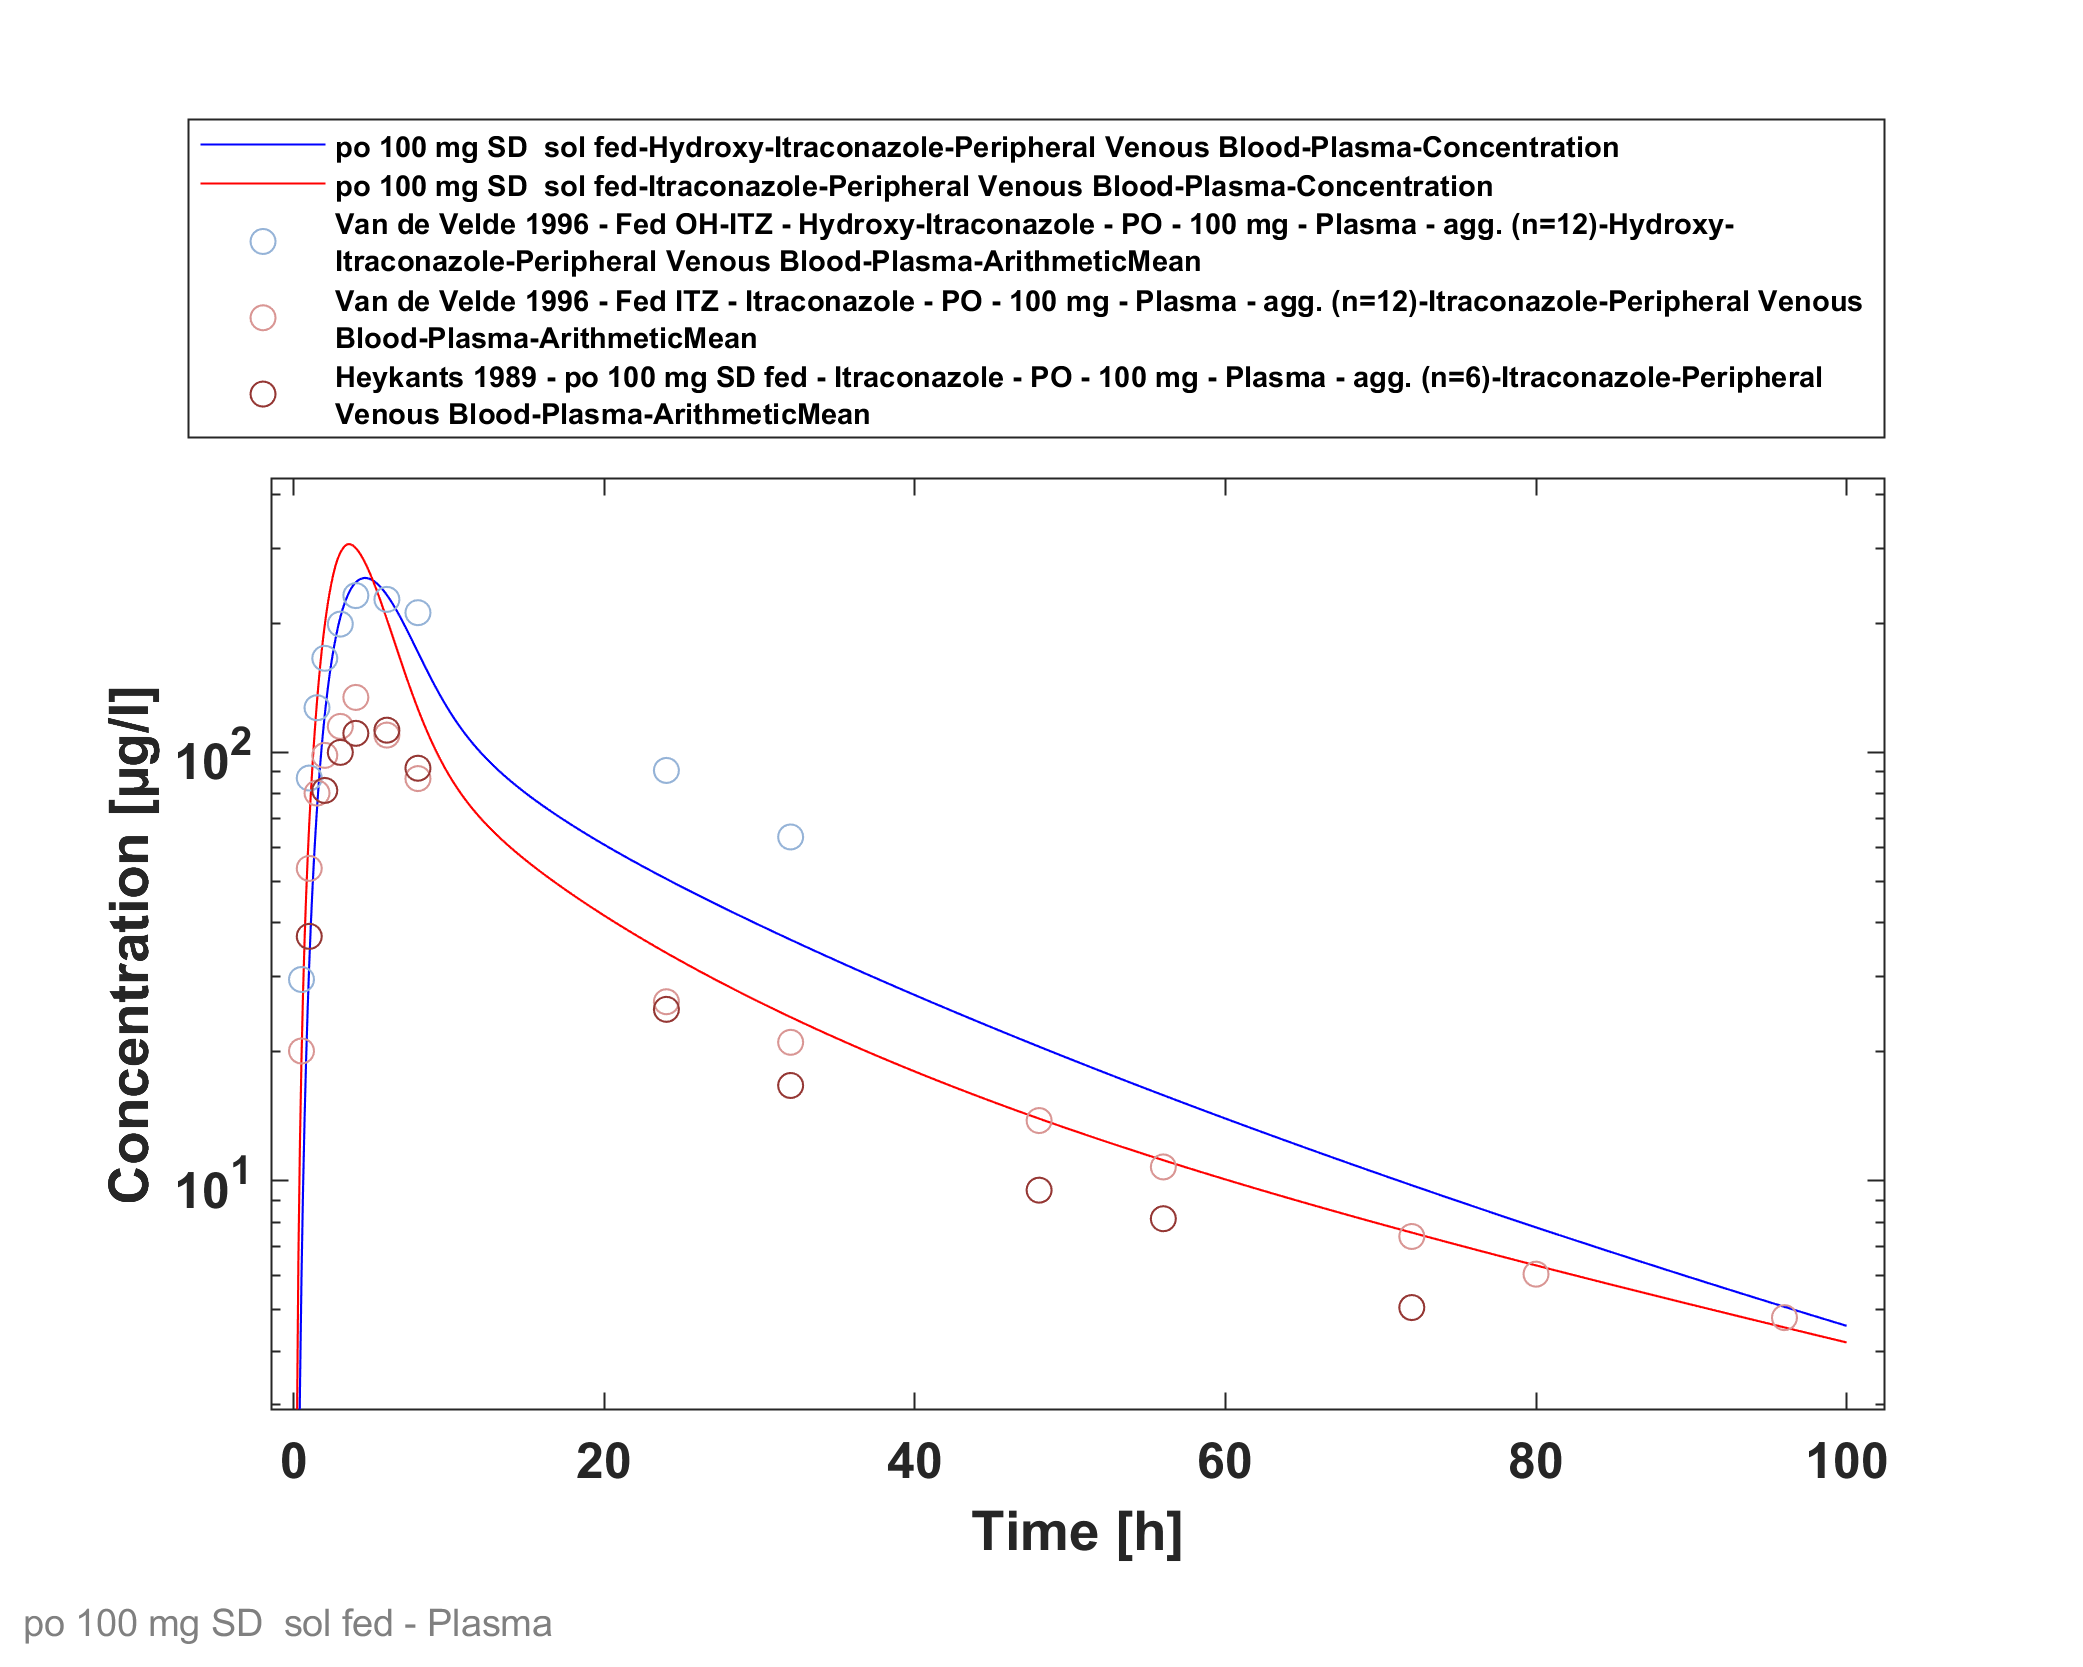 po 100 mg SD  sol fed-Hydroxy-Itraconazole-Peripheral Venous Blood-Plasma-Concentration
po 100 mg SD  sol fed-Itraconazole-Peripheral Venous Blood-Plasma-Concentration
Van de Velde 1996 - Fed OH-ITZ - Hydroxy-Itraconazole - PO - 100 mg - Plasma - agg. (n=12)-Hydroxy-
Itraconazole-Peripheral Venous Blood-Plasma-ArithmeticMean
Van de Velde 1996 - Fed ITZ - Itraconazole - PO - 100 mg - Plasma - agg. (n=12)-Itraconazole-Peripheral Venous
Blood-Plasma-ArithmeticMean
Heykants 1989 - po 100 mg SD fed - Itraconazole - PO - 100 mg - Plasma - agg. (n=6)-Itraconazole-Peripheral
Venous Blood-Plasma-ArithmeticMean
Concentration [µg/l]
10²
10¹
0 20 40 60 80 100
Time [h]
po 100 mg SD  sol fed - Plasma